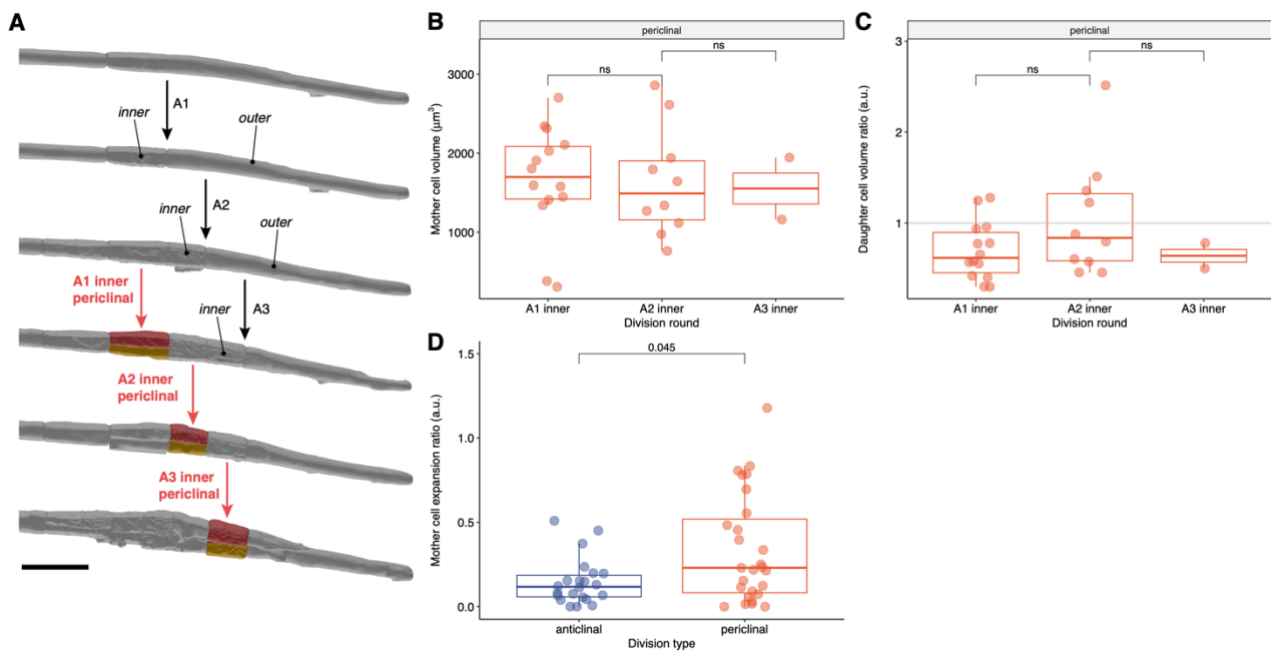 A
A1
inner
outer
A2
inner
outer
A1 inner
periclinal
A3
inner
A2 inner
periclinal
A3 inner
periclinal
B
periclinal
ns
ns
3000
2000
1000
Mother cell volume (µm³)
A1 inner
A2 inner
A3 inner
Division round
C
periclinal
3
ns
ns
2
1
Daughter cell volume ratio (a.u.)
A1 inner
A2 inner
A3 inner
Division round
D
0.045
1.5
1.0
0.5
0.0
Mother cell expansion ratio (a.u.)
anticlinal
periclinal
Division type